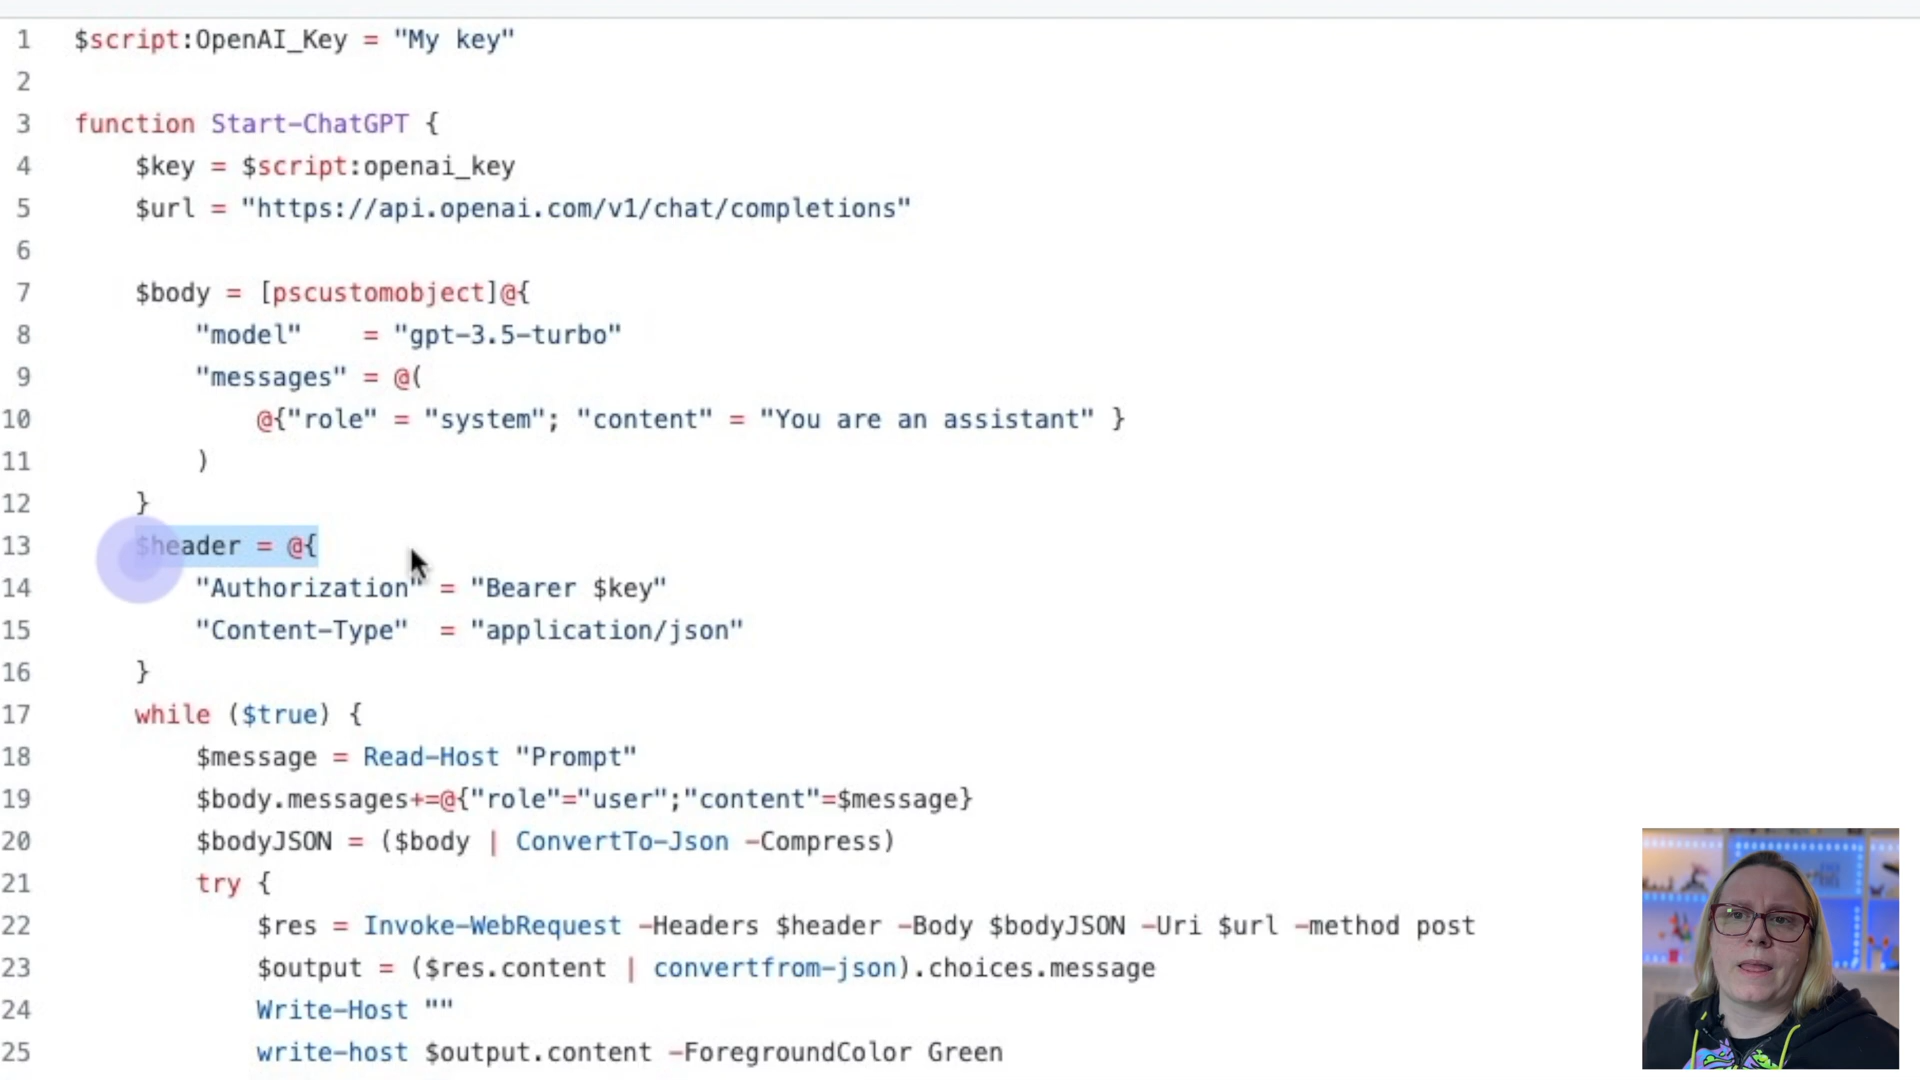 1 $script:OpenAI_Key = "My key"
2
3 function Start-ChatGPT {
4 $key = $script:openai_key
5 $url = "https://api.openai.com/v1/chat/completions"
6
7 $body = [pscustomobject]@{
8 "model" = "gpt-3.5-turbo"
9 "messages" = @(
10 @{"role" = "system"; "content" = "You are an assistant" }
11 )
12 }
13 $header = @{
14 "Authorization" = "Bearer $key"
15 "Content-Type" = "application/json"
16 }
17 while ($true) {
18 $message = Read-Host "Prompt"
19 $body.messages+=@{"role"="user";"content"=$message}
20 $bodyJSON = ($body | ConvertTo-Json -Compress)
21 try {
22 $res = Invoke-WebRequest -Headers $header -Body $bodyJSON -Uri $url -method post
23 $output = ($res.content | convertfrom-json).choices.message
24 Write-Host ""
25 write-host $output.content -ForegroundColor Green